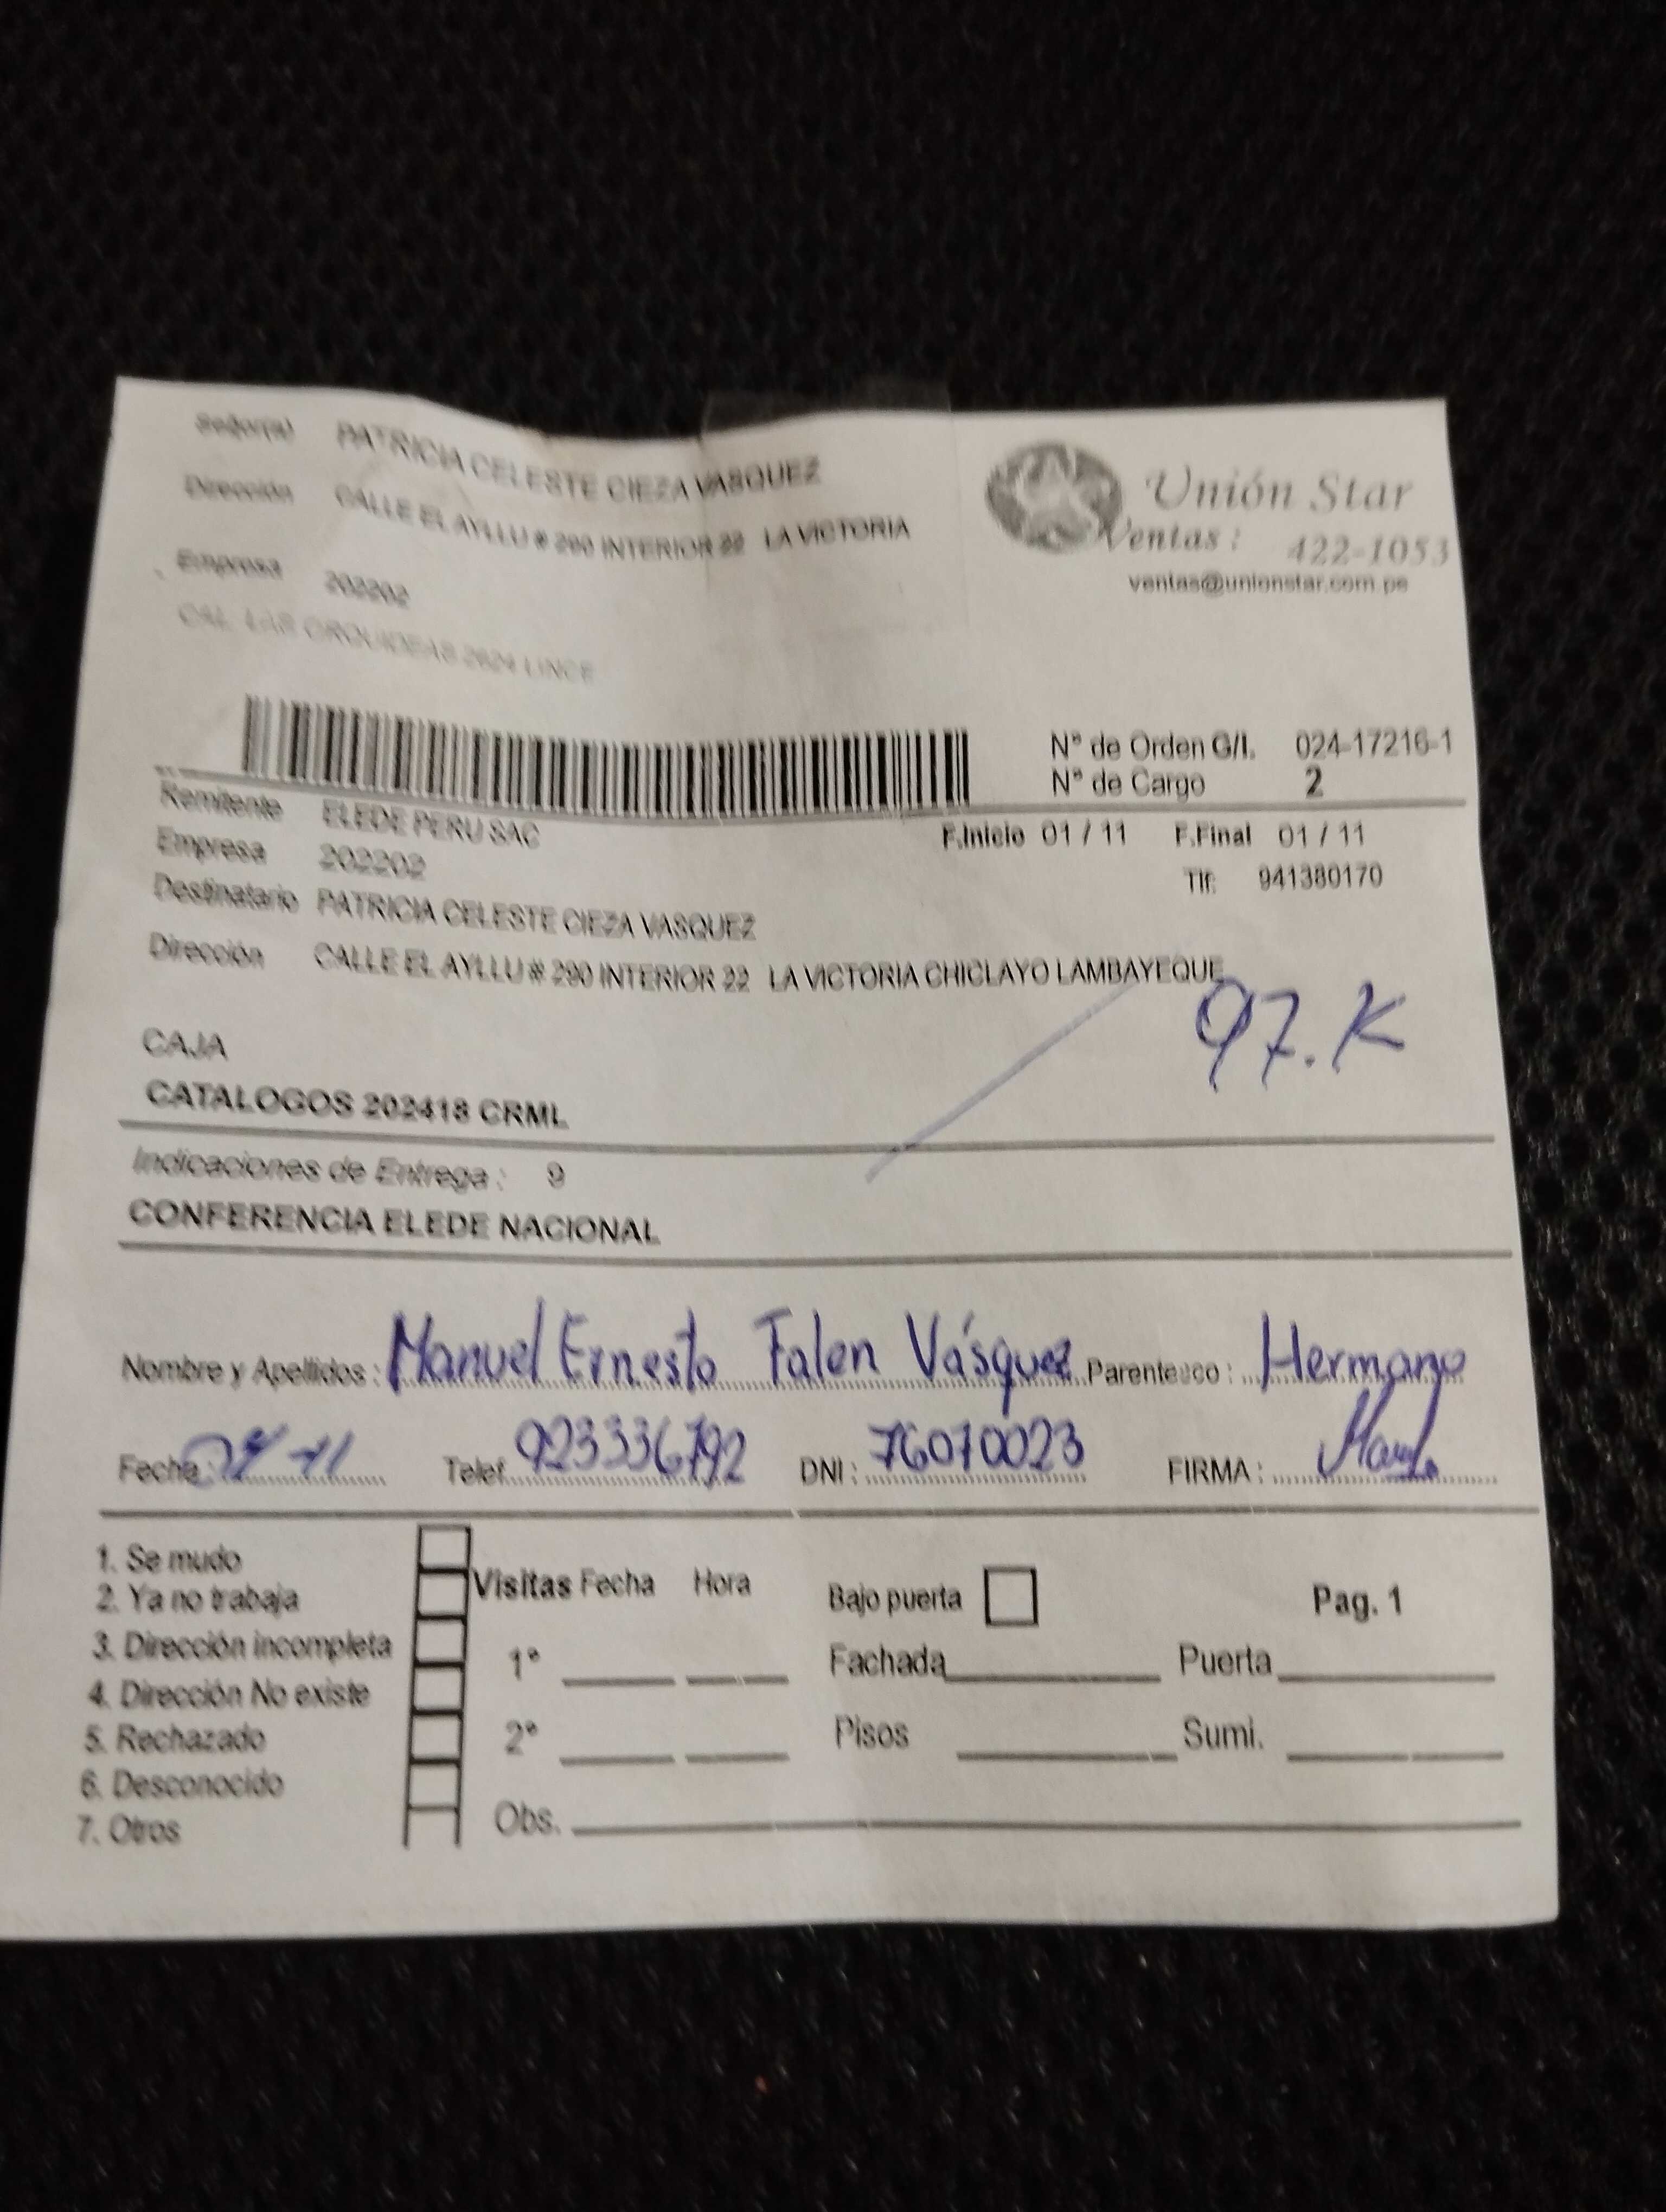 Señor(a) PATRICIA CELESTE CIEZA VASQUEZ
Dirección CALLE EL AYLLU # 290 INTERIOR 22 LA VICTORIA
Empresa 202202
CAL. LAS ORQUIDEAS 2624 LINCE
Unión Star
Ventas: 422-1053
ventas@unionstar.com.pe
N° de Orden G/I. 024-17216-1
N° de Cargo 2
Remitente ELEDE PERU SAC
F.Inicio 01 / 11 F.Final 01 / 11
Empresa 202202
Tlf: 941380170
Destinatario PATRICIA CELESTE CIEZA VASQUEZ
Dirección CALLE EL AYLLU # 290 INTERIOR 22 LA VICTORIA CHICLAYO LAMBAYEQUE
97.K
CAJA
CATALOGOS 202418 CRML
Indicaciones de Entrega : 9
CONFERENCIA ELEDE NACIONAL
Nombre y Apellidos : Manuel Ernesto Falen Vásquez Parentesco : Hermano
Fecha Telef. 923336792 DNI : 76070023 FIRMA :
1. Se mudo
2. Ya no trabaja
3. Dirección incompleta
4. Dirección No existe
5. Rechazado
6. Desconocido
7. Otros
Visitas Fecha Hora
1°
2°
Obs.
Bajo puerta
Pag. 1
Fachada Puerta
Pisos Sumi.